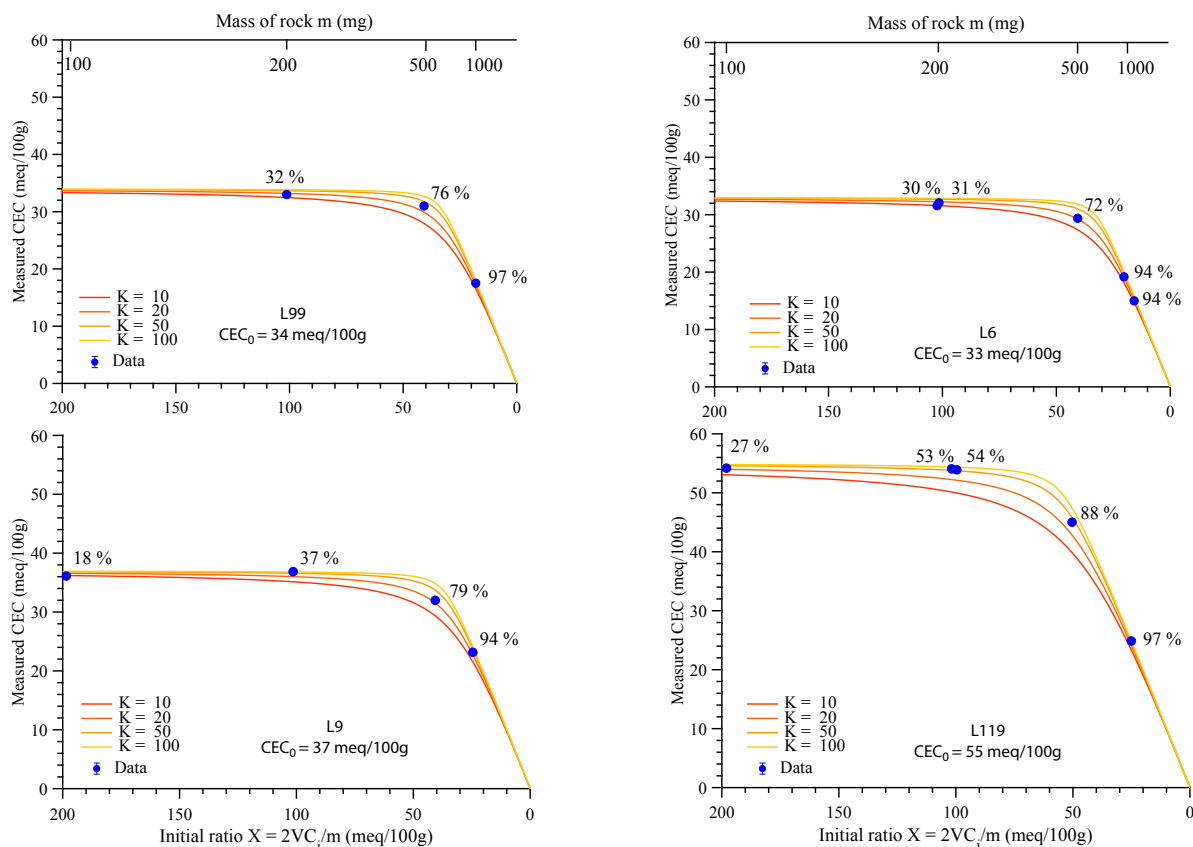 Mass of rock m (mg)
100 200 500 1000
Measured CEC (meq/100g)
60
50
40
30
20
10
0
32 %
76 %
97 %
K = 10
K = 20
K = 50
K = 100
Data
L99
CEC₀ = 34 meq/100g
200 150 100 50 0
Mass of rock m (mg)
100 200 500 1000
Measured CEC (meq/100g)
60
50
40
30
20
10
0
30 % 31 %
72 %
94 %
94 %
K = 10
K = 20
K = 50
K = 100
Data
L6
CEC₀ = 33 meq/100g
200 150 100 50 0
Measured CEC (meq/100g)
60
50
40
30
20
10
0
18 %
37 %
79 %
94 %
K = 10
K = 20
K = 50
K = 100
Data
L9
CEC₀ = 37 meq/100g
200 150 100 50 0
Initial ratio X = 2VCᵢ/m (meq/100g)
Measured CEC (meq/100g)
60
50
40
30
20
10
0
27 %
53 % 54 %
88 %
97 %
K = 10
K = 20
K = 50
K = 100
Data
L119
CEC₀ = 55 meq/100g
200 150 100 50 0
Initial ratio X = 2VCᵢ/m (meq/100g)